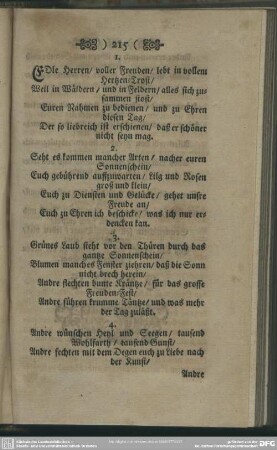 ) 215 (
1.
EDle Herren/ voller Freuden/ lebt in vollem
Hertzen/Trost/
Weil in Wäldern/ und in Feldern/ alles sich zu-
sammen stost/
Euren Nahmen zu bedienen/ und zu Ehren
diesen Tag/
Der so liebreich ist erschienen/ daß er schöner
nicht seyn mag.
2.
Seht es kommen mancher Arten/ nacher euren
Sonnenschein/
Euch gebührend auffzuwarten/ Lilg und Rosen
groß und klein/
Euch zu Diensten und Gelücke/ gehet unsre
Freude an/
Euch zu Ehren ich beschicke/ was ich nur er-
dencken kan.
3.
Grünes Laub steht vor den Thüren durch das
gantze Sonnenschein/
Blumen manches Fenster ziehren/ daß die Sonn
nicht brech herein/
Andre flechten bunte Kräntze/ für das grosse
Freuden/Fest/
Andre führen krumme Täntze/ und was mehr
der Tag zuläßt.
4.
Andre wünschen Heyl und Seegen/ tausend
Wohlfarth/ tausend Gunst/
Andre fechten mit dem Degen euch zu Liebe nach
der Kunst/
Andre